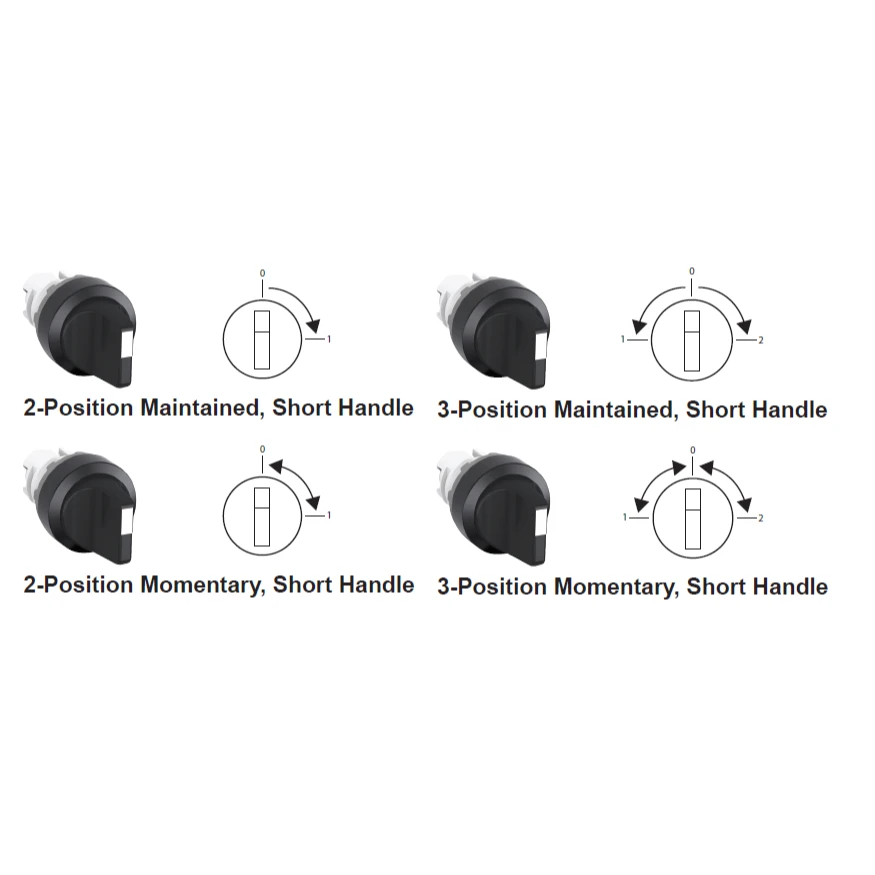 0
1
2-Position Maintained, Short Handle
0
1 2
3-Position Maintained, Short Handle
0
1
2-Position Momentary, Short Handle
0
1 2
3-Position Momentary, Short Handle